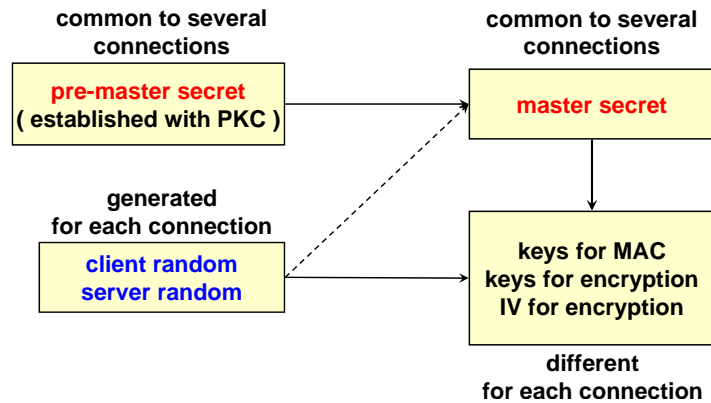 common to several
connections
pre-master secret
( established with PKC )
common to several
connections
master secret
generated
for each connection
client random
server random
keys for MAC
keys for encryption
IV for encryption
different
for each connection